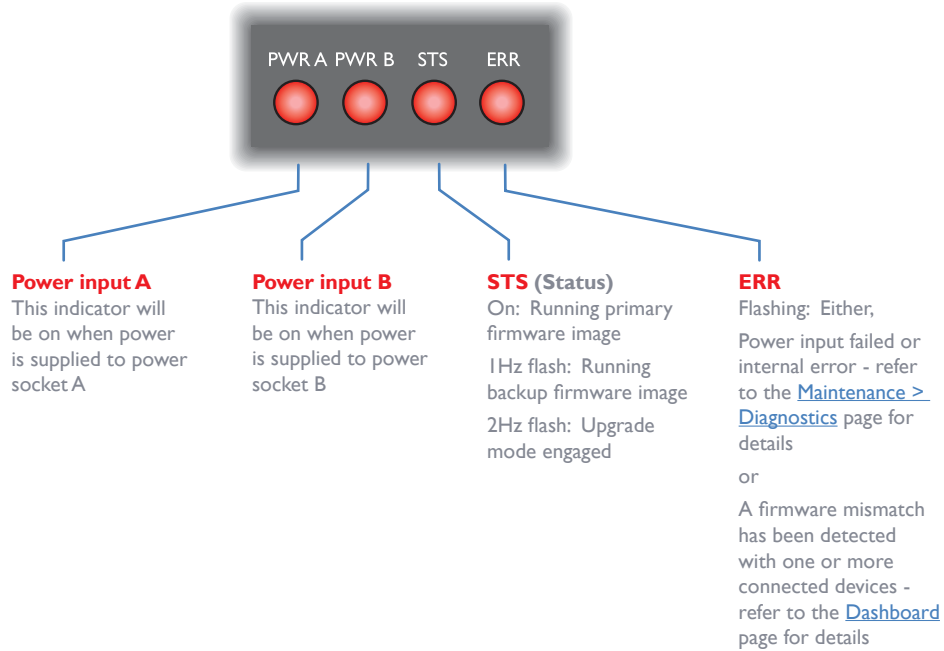 PWR A PWR B STS ERR
Power input A
This indicator will
be on when power
is supplied to power
socket A
Power input B
This indicator will
be on when power
is supplied to power
socket B
STS (Status)
On: Running primary
firmware image
1Hz flash: Running
backup firmware image
2Hz flash: Upgrade
mode engaged
ERR
Flashing: Either,
Power input failed or
internal error - refer
to the Maintenance >
Diagnostics page for
details
or
A firmware mismatch
has been detected
with one or more
connected devices -
refer to the Dashboard
page for details